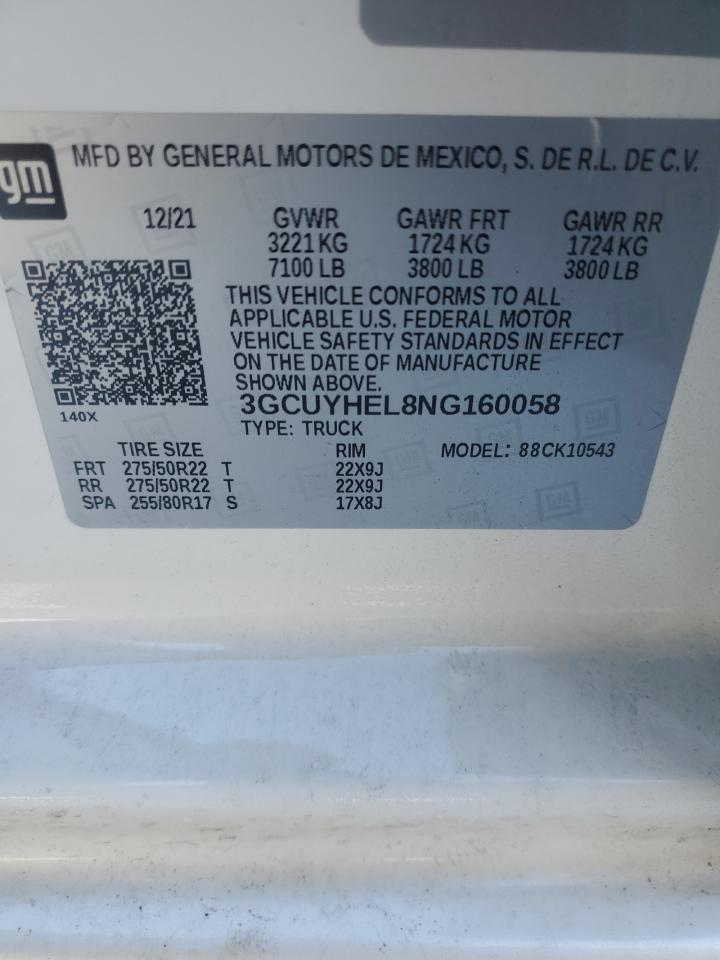 gm
MFD BY GENERAL MOTORS DE MEXICO, S. DE R.L. DE C.V.
12/21 GVWR GAWR FRT GAWR RR
3221 KG 1724 KG 1724 KG
7100 LB 3800 LB 3800 LB
THIS VEHICLE CONFORMS TO ALL
APPLICABLE U.S. FEDERAL MOTOR
VEHICLE SAFETY STANDARDS IN EFFECT
ON THE DATE OF MANUFACTURE
SHOWN ABOVE.
140X
3GCUYHEL8NG160058
TYPE: TRUCK
TIRE SIZE RIM MODEL: 88CK10543
FRT 275/50R22 T 22X9J
RR 275/50R22 T 22X9J
SPA 255/80R17 S 17X8J